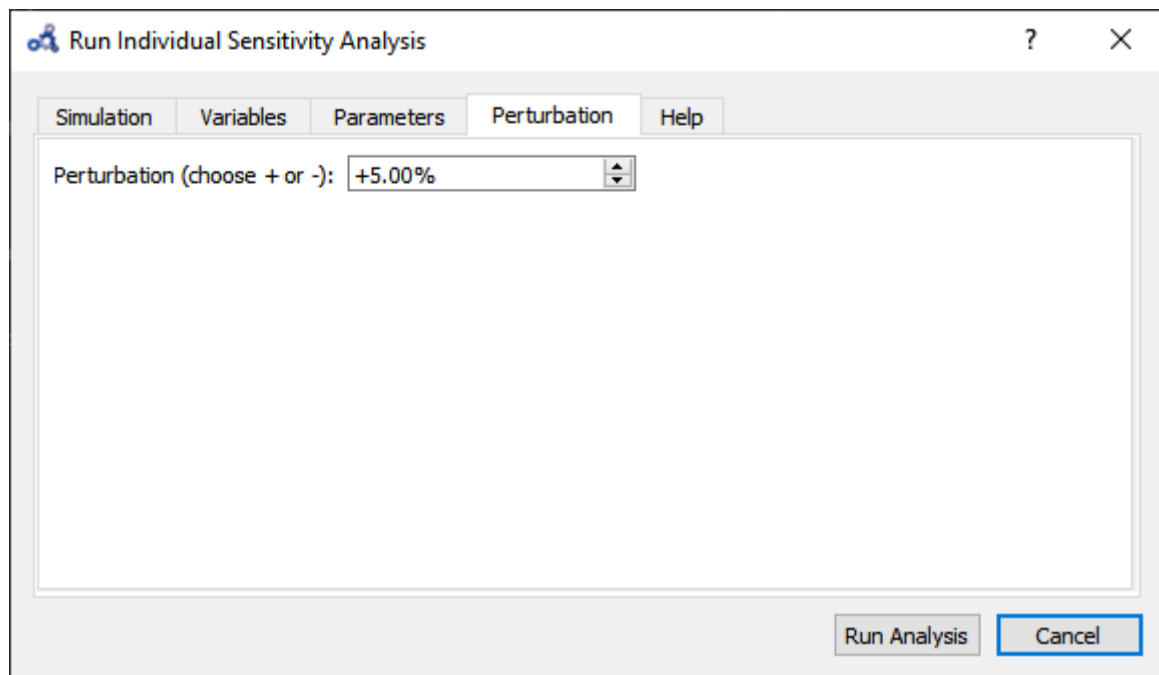 Run Individual Sensitivity Analysis ?
Simulation Variables Parameters Perturbation Help
Perturbation (choose + or -): +5.00%
Run Analysis Cancel